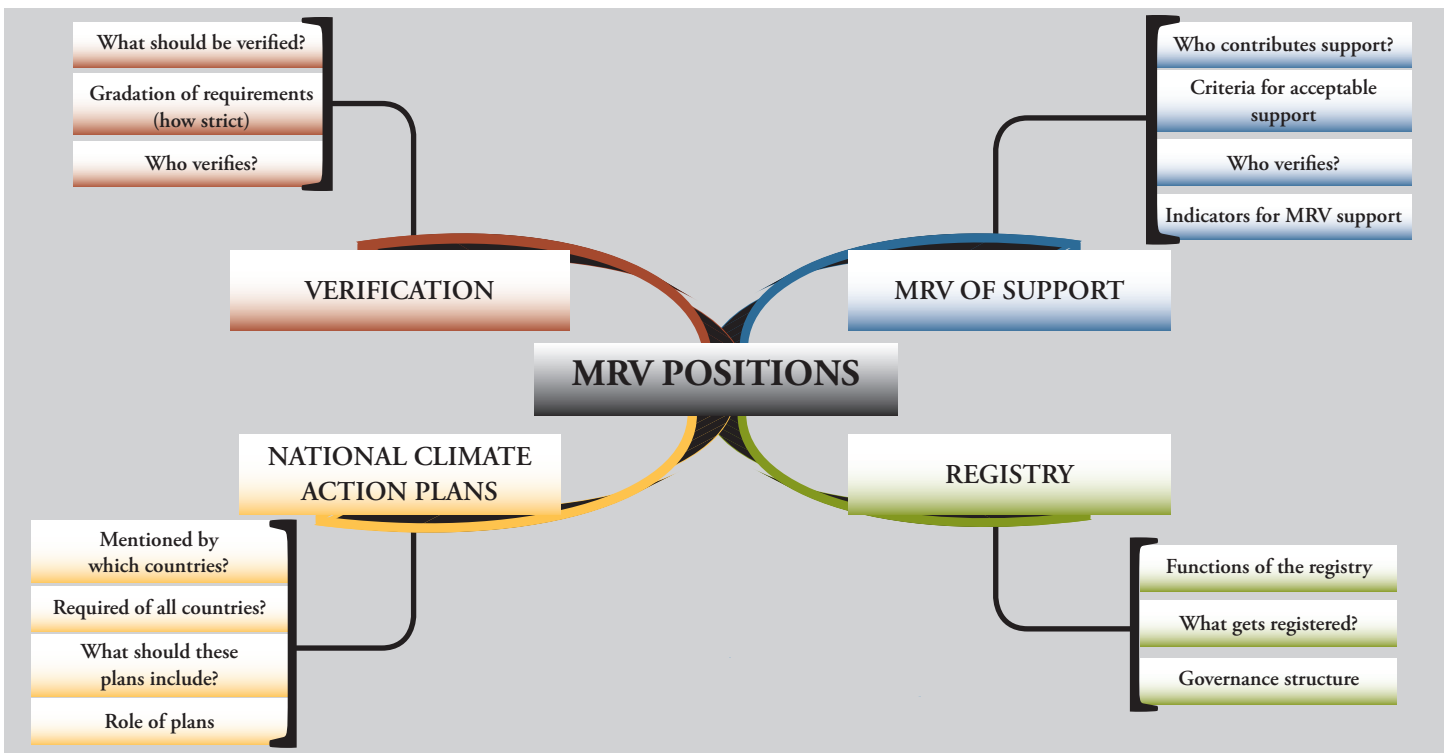 What should be verified?
Gradation of requirements
(how strict)
Who verifies?
VERIFICATION
Who contributes support?
Criteria for acceptable
support
Who verifies?
Indicators for MRV support
MRV OF SUPPORT
MRV POSITIONS
NATIONAL CLIMATE
ACTION PLANS
Mentioned by
which countries?
Required of all countries?
What should these
plans include?
Role of plans
REGISTRY
Functions of the registry
What gets registered?
Governance structure